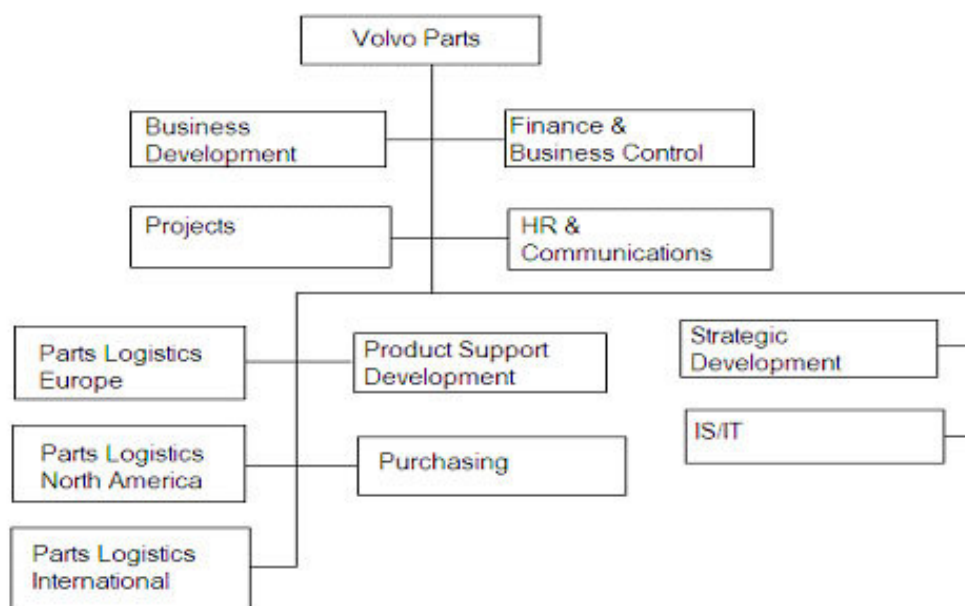 Volvo Parts
Business
Development
Finance &
Business Control
Projects
HR &
Communications
Parts Logistics
Europe
Product Support
Development
Strategic
Development
Parts Logistics
North America
Purchasing
IS/IT
Parts Logistics
International